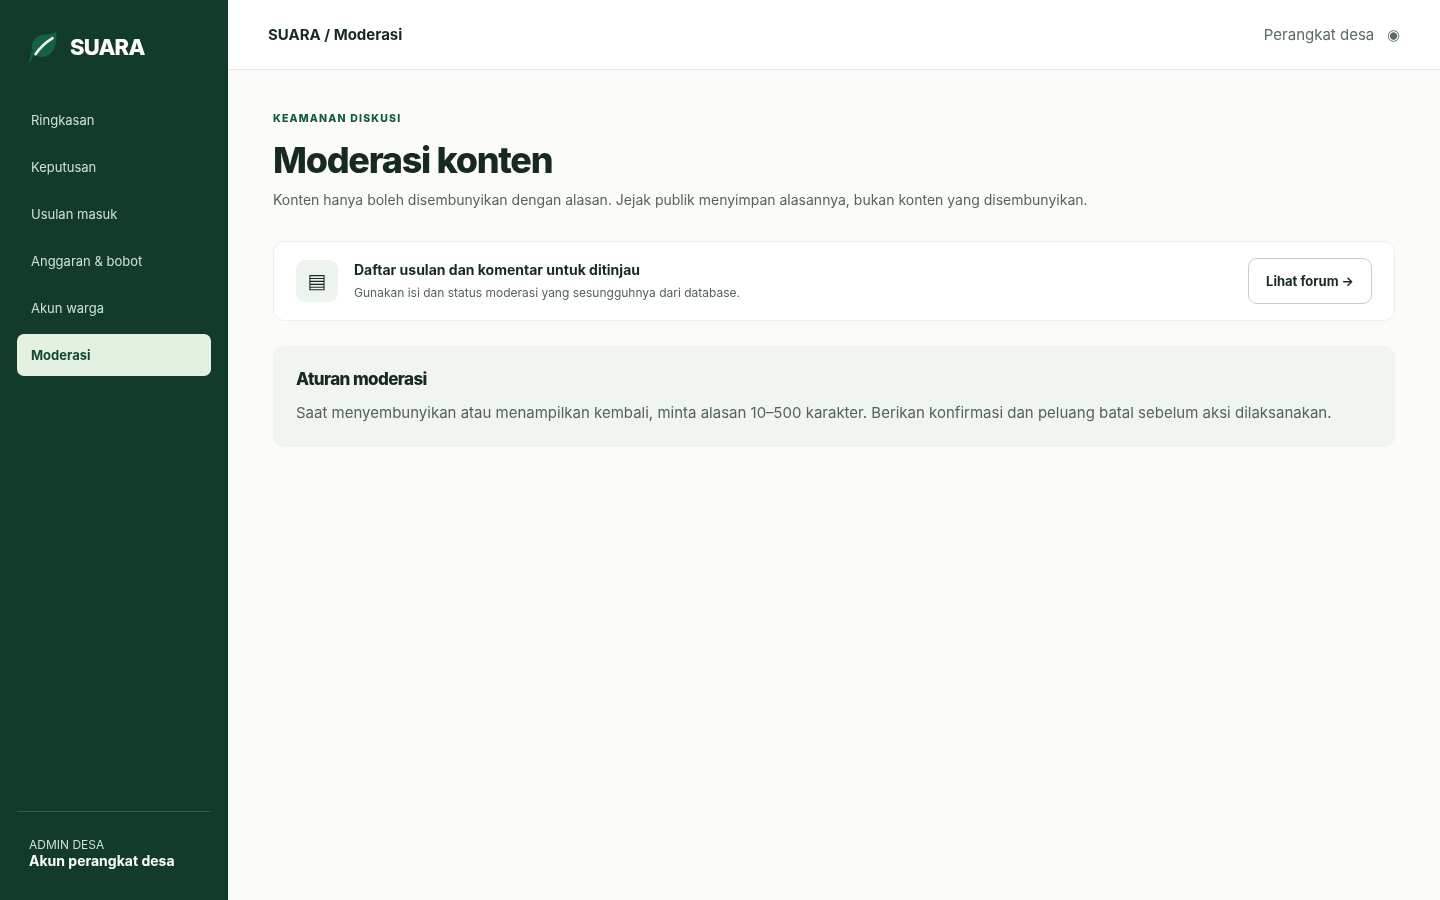 SUARA
Ringkasan
Keputusan
Usulan masuk
Anggaran & bobot
Akun warga
Moderasi
ADMIN DESA
Akun perangkat desa
SUARA / Moderasi
Perangkat desa
KEAMANAN DISKUSI
Moderasi konten
Konten hanya boleh disembunyikan dengan alasan. Jejak publik menyimpan alasannya, bukan konten yang disembunyikan.
Daftar usulan dan komentar untuk ditinjau
Gunakan isi dan status moderasi yang sesungguhnya dari database.
Lihat forum →
Aturan moderasi
Saat menyembunyikan atau menampilkan kembali, minta alasan 10–500 karakter. Berikan konfirmasi dan peluang batal sebelum aksi dilaksanakan.